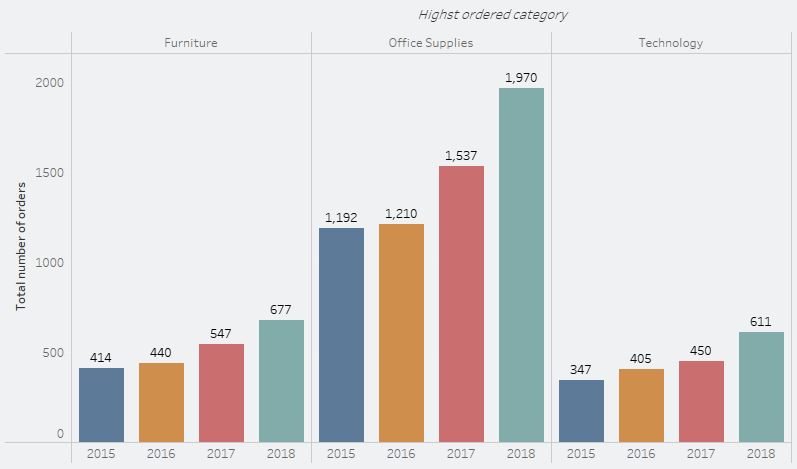 Highst ordered category
Furniture Office Supplies Technology
Total number of orders
2000
1500
1000
500
0
414 440 547 677
1,192 1,210 1,537 1,970
347 405 450 611
2015 2016 2017 2018 2015 2016 2017 2018 2015 2016 2017 2018